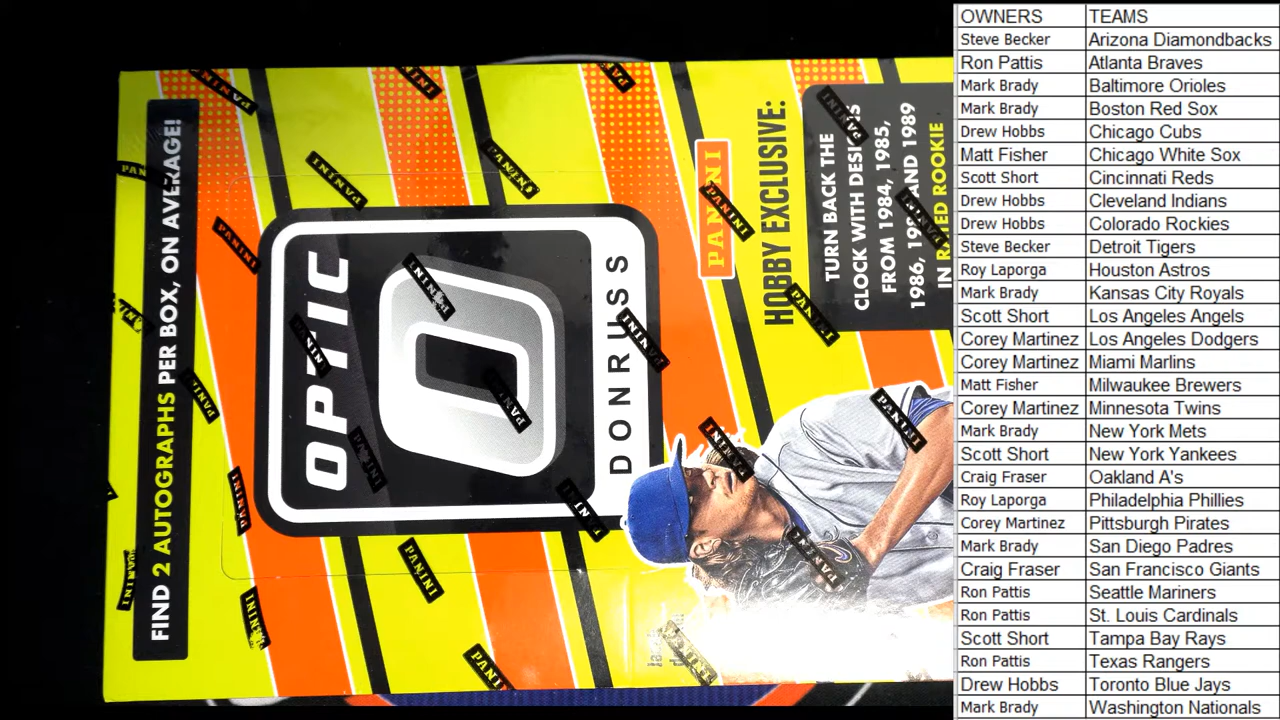 FIND 2 AUTOGRAPHS PER BOX, ON AVERAGE!
OPTIC
DONRUSS
PANINI
HOBBY EXCLUSIVE:
TURN BACK THE
CLOCK WITH DESIGNS
FROM 1984, 1985,
AND 1989
IN RATED ROOKIE
OWNERS TEAMS
Steve Becker Arizona Diamondbacks
Ron Pattis Atlanta Braves
Mark Brady Baltimore Orioles
Mark Brady Boston Red Sox
Drew Hobbs Chicago Cubs
Matt Fisher Chicago White Sox
Scott Short Cincinnati Reds
Drew Hobbs Cleveland Indians
Drew Hobbs Colorado Rockies
Steve Becker Detroit Tigers
Roy Laporga Houston Astros
Mark Brady Kansas City Royals
Scott Short Los Angeles Angels
Corey Martinez Los Angeles Dodgers
Corey Martinez Miami Marlins
Matt Fisher Milwaukee Brewers
Corey Martinez Minnesota Twins
Mark Brady New York Mets
Scott Short New York Yankees
Craig Fraser Oakland A's
Roy Laporga Philadelphia Phillies
Corey Martinez Pittsburgh Pirates
Mark Brady San Diego Padres
Craig Fraser San Francisco Giants
Ron Pattis Seattle Mariners
Ron Pattis St. Louis Cardinals
Scott Short Tampa Bay Rays
Ron Pattis Texas Rangers
Drew Hobbs Toronto Blue Jays
Mark Brady Washington Nationals